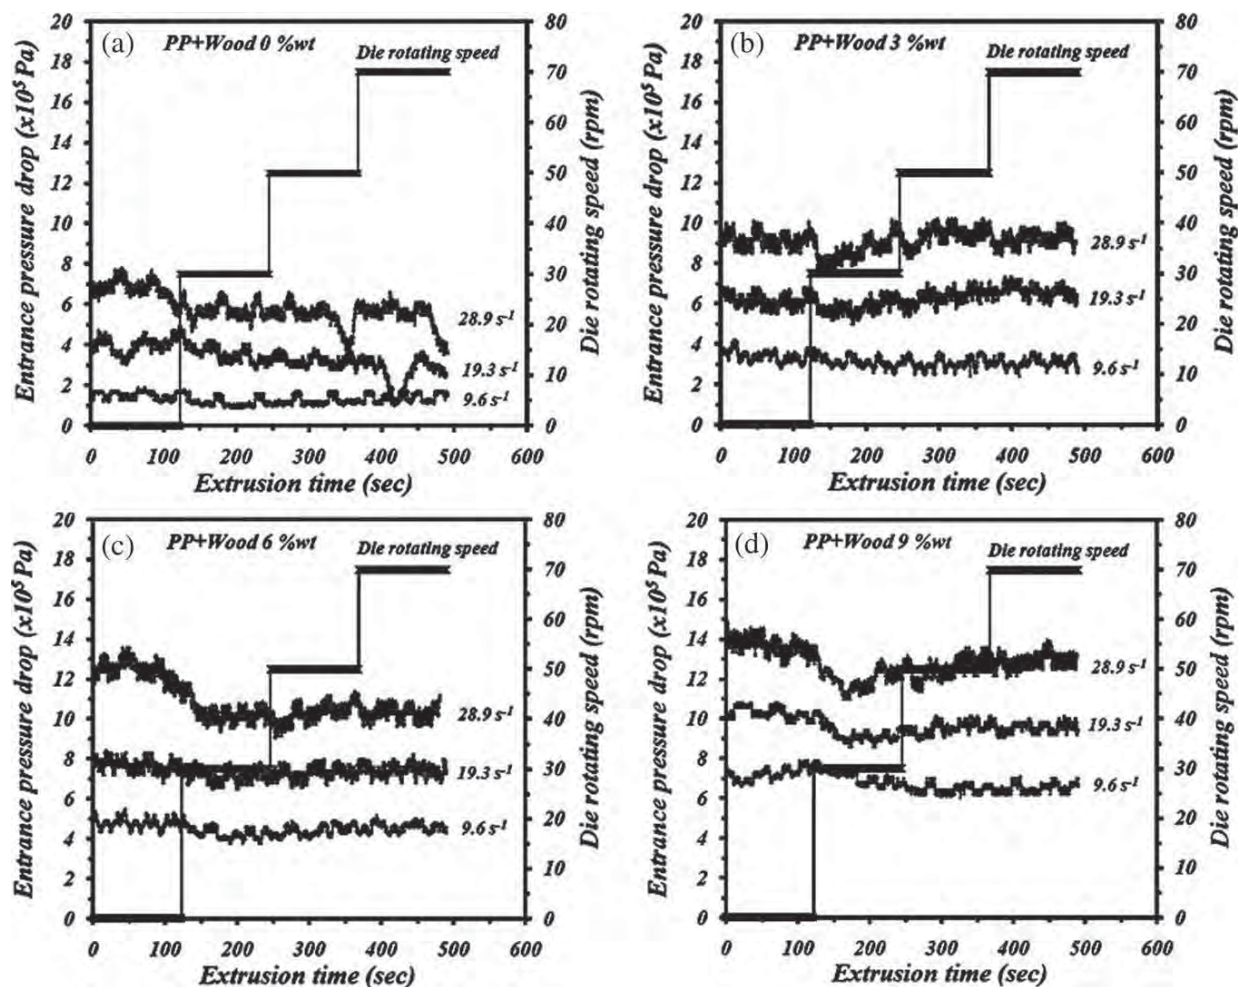 (a) PP+Wood 0 %wt
Die rotating speed
Entrance pressure drop (x10⁵ Pa)
20
18
16
14
12
10
8
6
4
2
0
80
70
60
50
40
30
20
10
0
Die rotating speed (rpm)
28.9 s⁻¹
19.3 s⁻¹
9.6 s⁻¹
0 100 200 300 400 500 600
Extrusion time (sec)
(b) PP+Wood 3 %wt
Die rotating speed
Entrance pressure drop (x10⁵ Pa)
20
18
16
14
12
10
8
6
4
2
0
80
70
60
50
40
30
20
10
0
Die rotating speed (rpm)
28.9 s⁻¹
19.3 s⁻¹
9.6 s⁻¹
0 100 200 300 400 500 600
Extrusion time (sec)
(c) PP+Wood 6 %wt
Die rotating speed
Entrance pressure drop (x10⁵ Pa)
20
18
16
14
12
10
8
6
4
2
0
80
70
60
50
40
30
20
10
0
Die rotating speed (rpm)
28.9 s⁻¹
19.3 s⁻¹
9.6 s⁻¹
0 100 200 300 400 500 600
Extrusion time (sec)
(d) PP+Wood 9 %wt
Die rotating speed
Entrance pressure drop (x10⁵ Pa)
20
18
16
14
12
10
8
6
4
2
0
80
70
60
50
40
30
20
10
0
Die rotating speed (rpm)
28.9 s⁻¹
19.3 s⁻¹
9.6 s⁻¹
0 100 200 300 400 500 600
Extrusion time (sec)